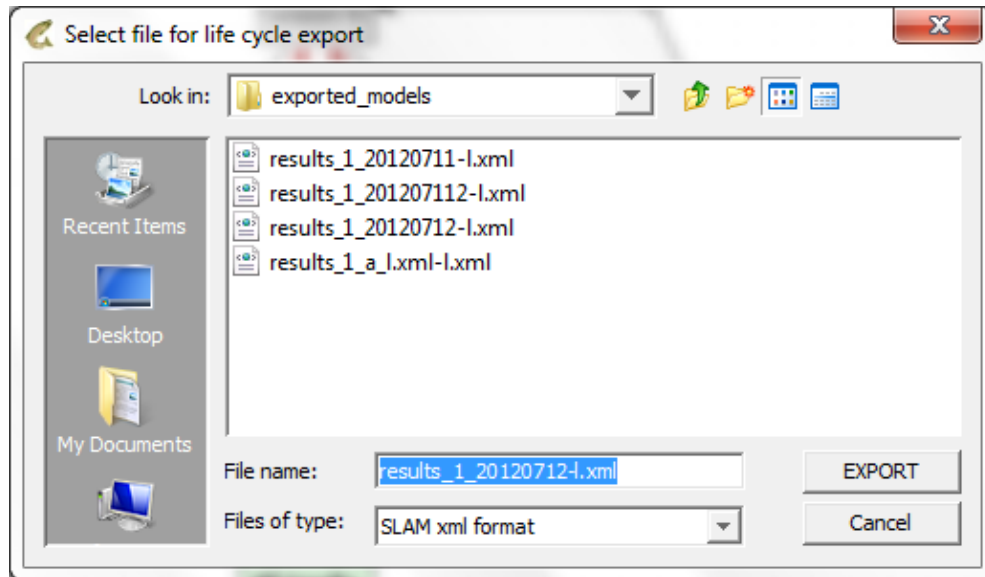 Select file for life cycle export
Look in: exported_models
results_1_20120711-l.xml
results_1_201207112-l.xml
results_1_20120712-l.xml
results_1_a_l.xml-l.xml
Recent Items
Desktop
My Documents
File name: results_1_20120712-l.xml EXPORT
Files of type: SLAM xml format Cancel